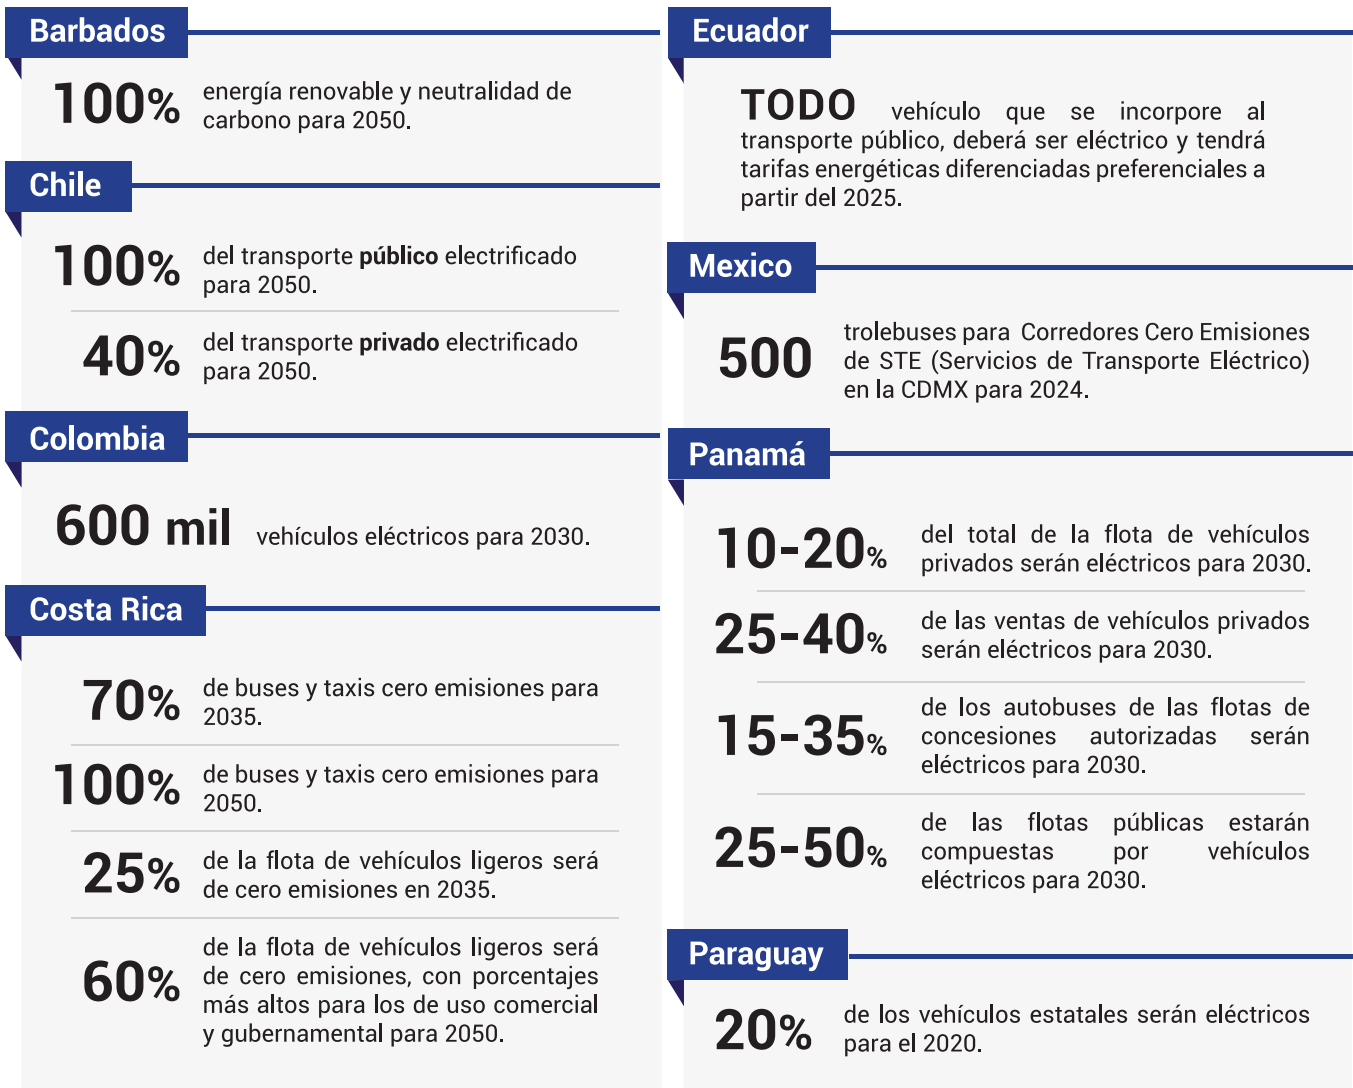 Barbados
100% energía renovable y neutralidad de
carbono para 2050.
Chile
100% del transporte público electrificado
para 2050.
40% del transporte privado electrificado
para 2050.
Colombia
600 mil vehículos eléctricos para 2030.
Costa Rica
70% de buses y taxis cero emisiones para
2035.
100% de buses y taxis cero emisiones para
2050.
25% de la flota de vehículos ligeros será
de cero emisiones en 2035.
60% de la flota de vehículos ligeros será
de cero emisiones, con porcentajes
más altos para los de uso comercial
y gubernamental para 2050.
Ecuador
TODO vehículo que se incorpore al
transporte público, deberá ser eléctrico y tendrá
tarifas energéticas diferenciadas preferenciales a
partir del 2025.
Mexico
500 trolebuses para Corredores Cero Emisiones
de STE (Servicios de Transporte Eléctrico)
en la CDMX para 2024.
Panamá
10-20% del total de la flota de vehículos
privados serán eléctricos para 2030.
25-40% de las ventas de vehículos privados
serán eléctricos para 2030.
15-35% de los autobuses de las flotas de
concesiones autorizadas serán
eléctricos para 2030.
25-50% de las flotas públicas estarán
compuestas por vehículos
eléctricos para 2030.
Paraguay
20% de los vehículos estatales serán eléctricos
para el 2020.